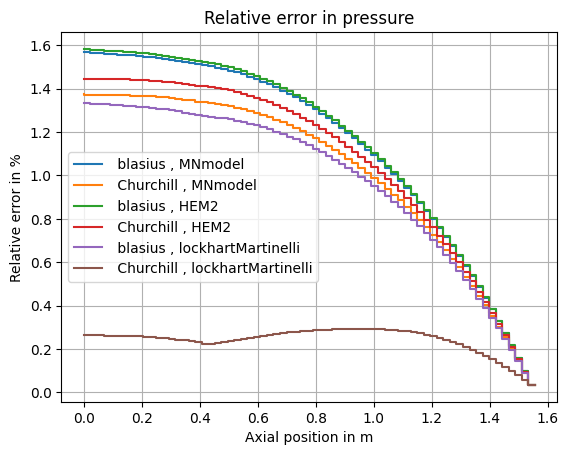 Relative error in pressure
Relative error in %
1.6
1.4
1.2
1.0
0.8
0.6
0.4
0.2
0.0
blasius , MNmodel
Churchill , MNmodel
blasius , HEM2
Churchill , HEM2
blasius , lockhartMartinelli
Churchill , lockhartMartinelli
0.0 0.2 0.4 0.6 0.8 1.0 1.2 1.4 1.6
Axial position in m